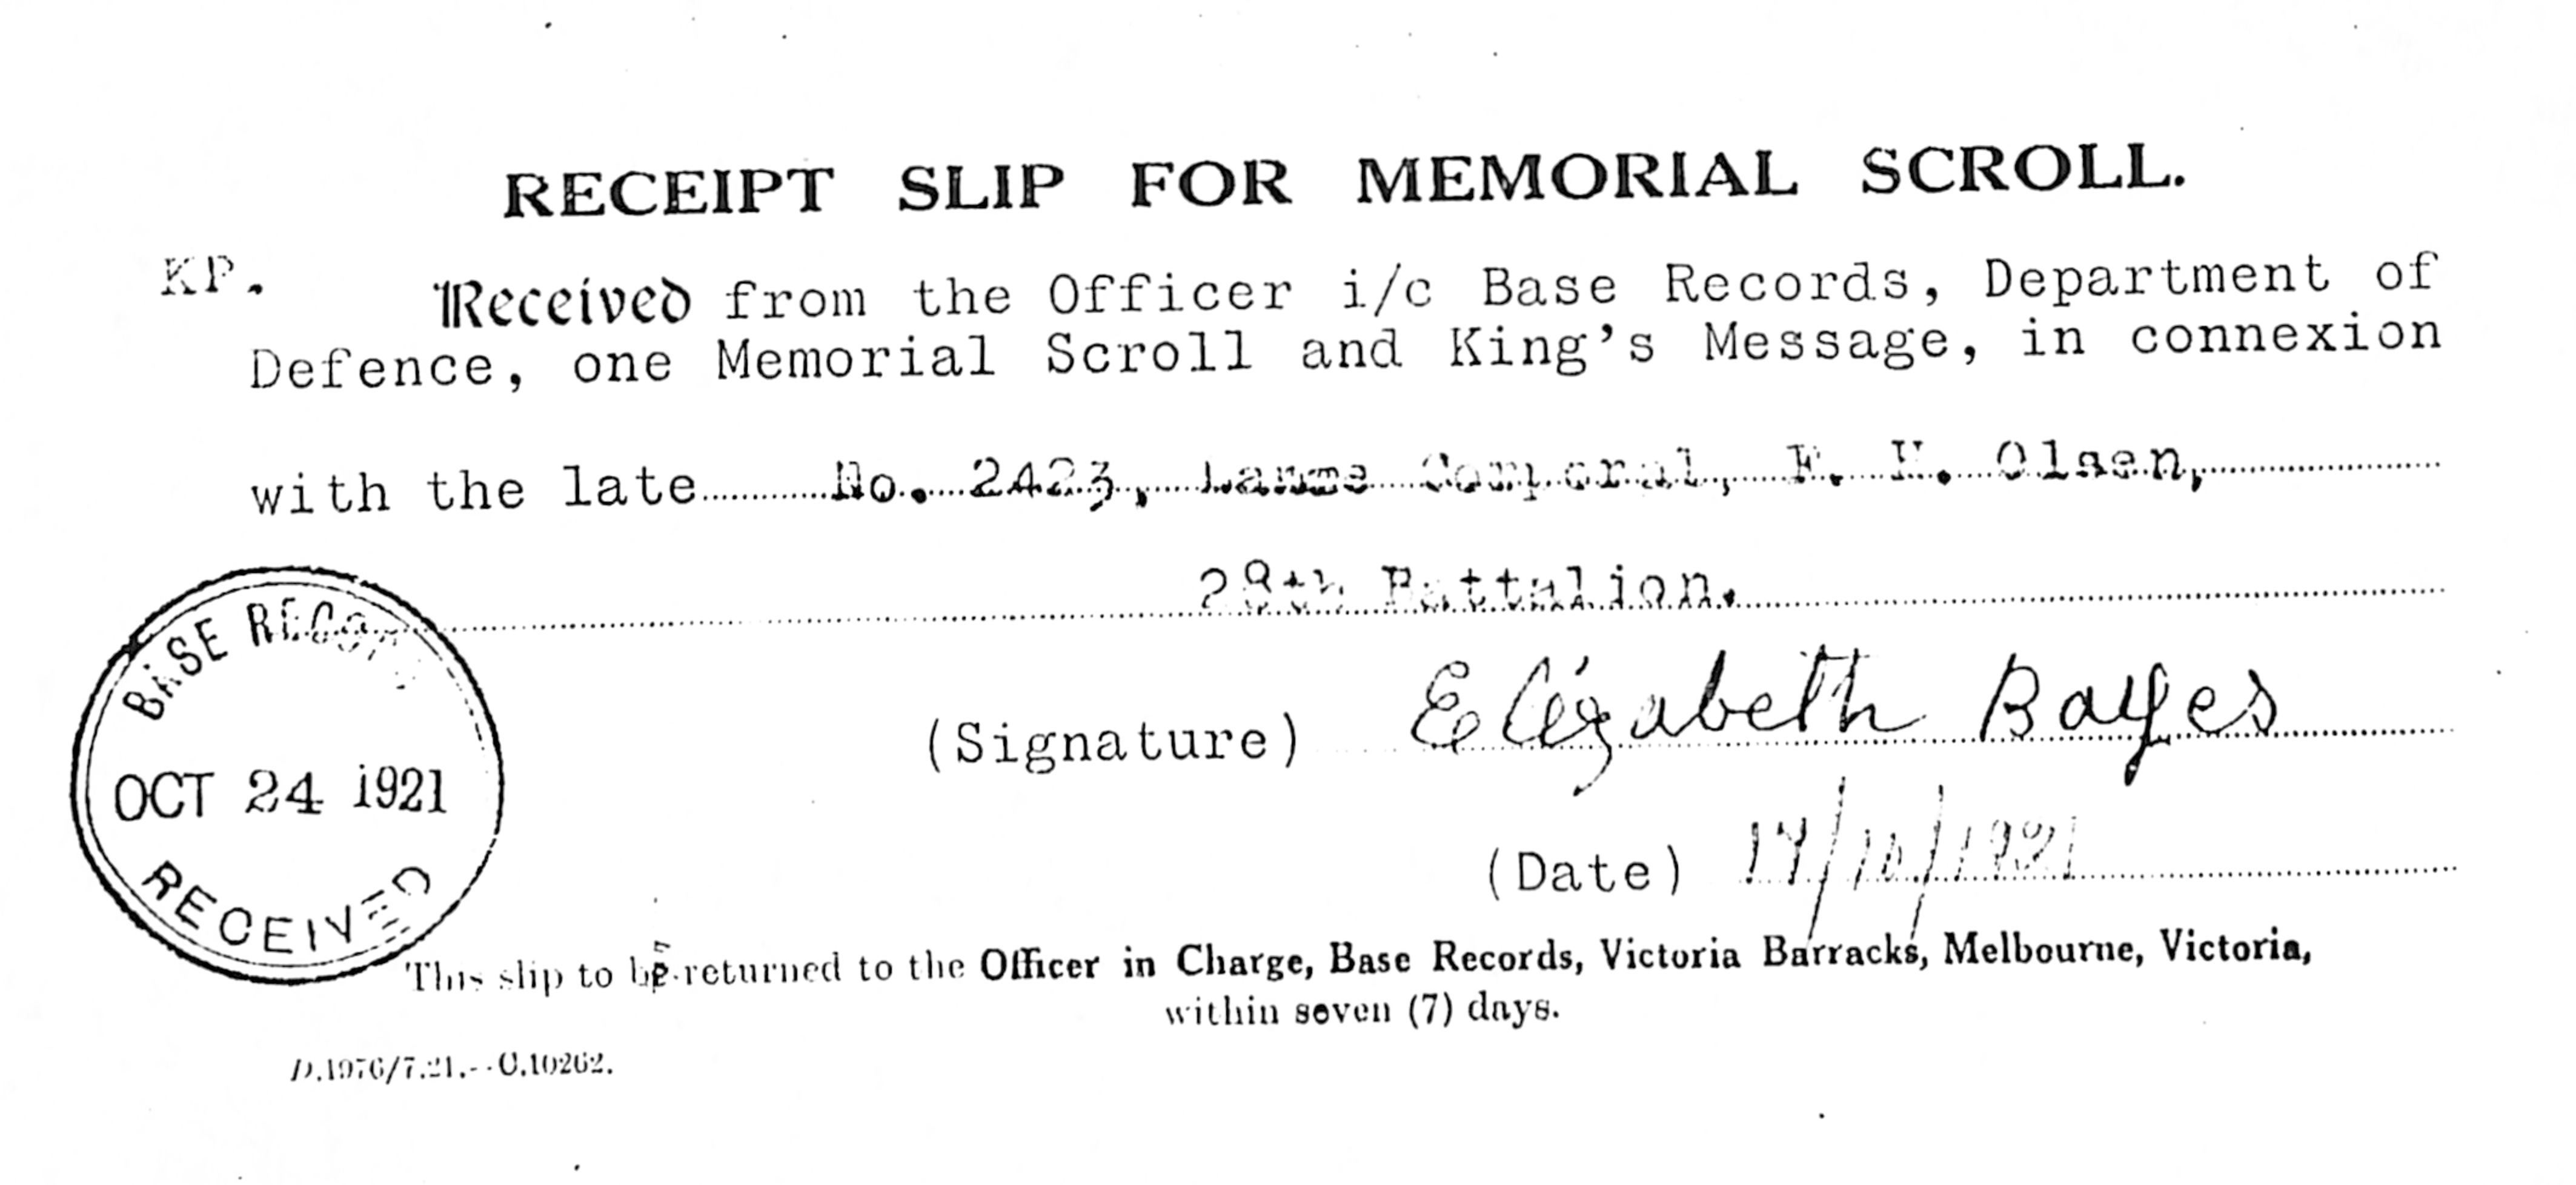 RECEIPT SLIP FOR MEMORIAL SCROLL.
KP.
Received from the Officer i/c Base Records, Department of
Defence, one Memorial Scroll and King's Message, in connexion
with the late No. 2423, Lance Corporal, F. Olsen,
28th Battalion.
BASE RECORDS
OCT 24 1921
RECEIVED
(Signature) Elizabeth Bayes
(Date) 17/10/1921
This slip to be returned to the Officer in Charge, Base Records, Victoria Barracks, Melbourne, Victoria,
within seven (7) days.
D.1976/7.21.--C.10262.